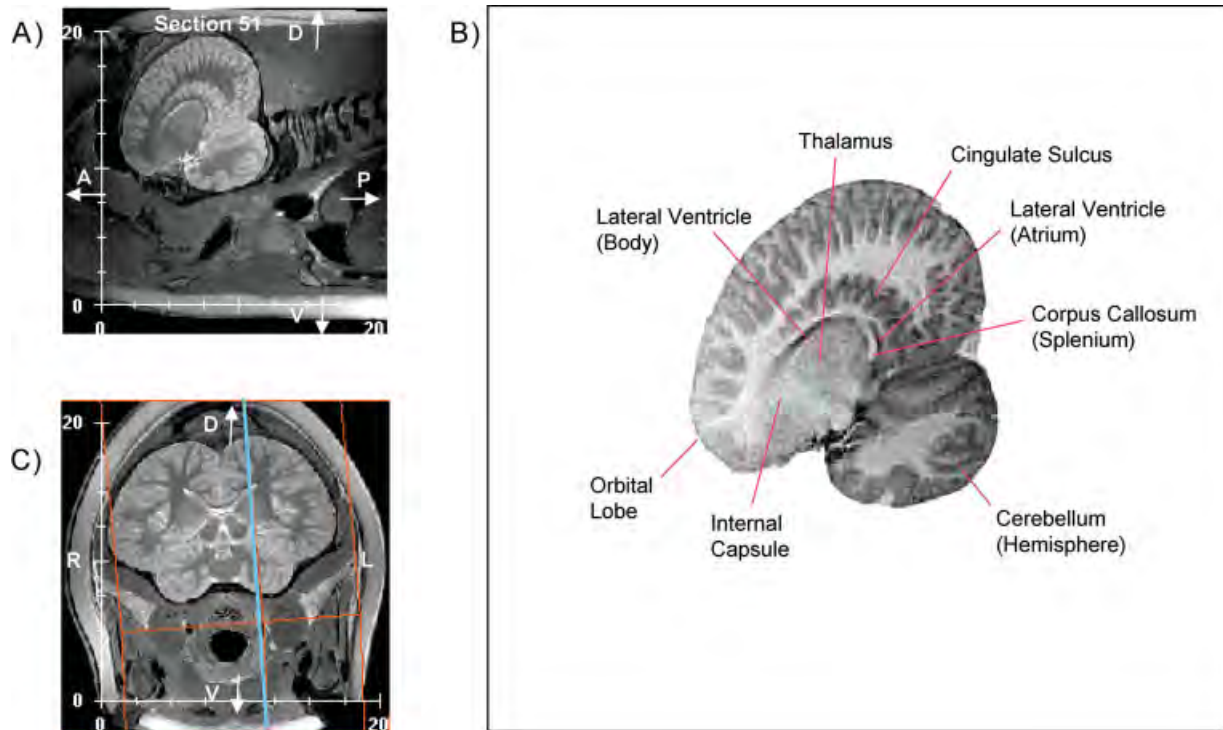 A)
Section 51
D
20
A
P
0
V
0
20
B)
Thalamus
Cingulate Sulcus
Lateral Ventricle
(Body)
Lateral Ventricle
(Atrium)
Corpus Callosum
(Splenium)
Orbital
Lobe
Internal
Capsule
Cerebellum
(Hemisphere)
C)
20
D
R
L
V
0
0
20